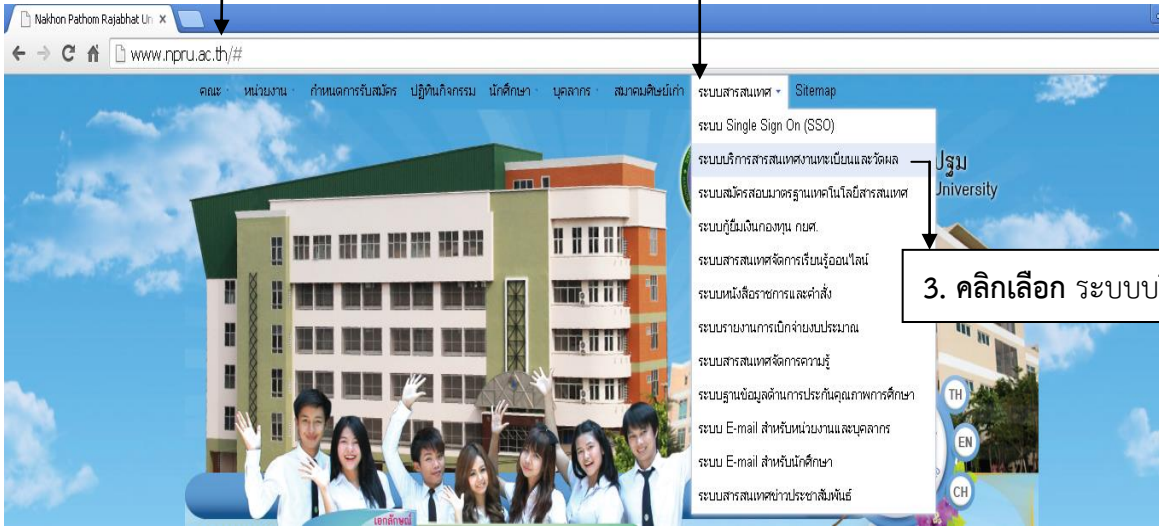 Nakhon Pathom Rajabhat Un
www.npru.ac.th/#
คณะ หน่วยงาน กำหนดการรับสมัคร ปฏิทินกิจกรรม นักศึกษา บุคลากร สมาคมศิษย์เก่า ระบบสารสนเทศ Sitemap
ระบบ Single Sign On (SSO)
ระบบบริการสารสนเทศงานทะเบียนและวัดผล
ปฐม
University
ระบบสมัครสอบมาตรฐานเทคโนโลยีสารสนเทศ
ระบบกู้ยืมเงินกองทุน กยศ.
ระบบสารสนเทศจัดการเรียนรู้ออนไลน์
3. คลิกเลือก ระบบบ
ระบบหนังสือราชการและคำสั่ง
ระบบรายงานการเบิกจ่ายงบประมาณ
ระบบสารสนเทศจัดการความรู้
ระบบฐานข้อมูลด้านการประกันคุณภาพการศึกษา
TH
ระบบ E-mail สำหรับหน่วยงานและบุคลากร
EN
ระบบ E-mail สำหรับนักศึกษา
CH
ระบบสารสนเทศข่าวประชาสัมพันธ์
เอกลักษณ์